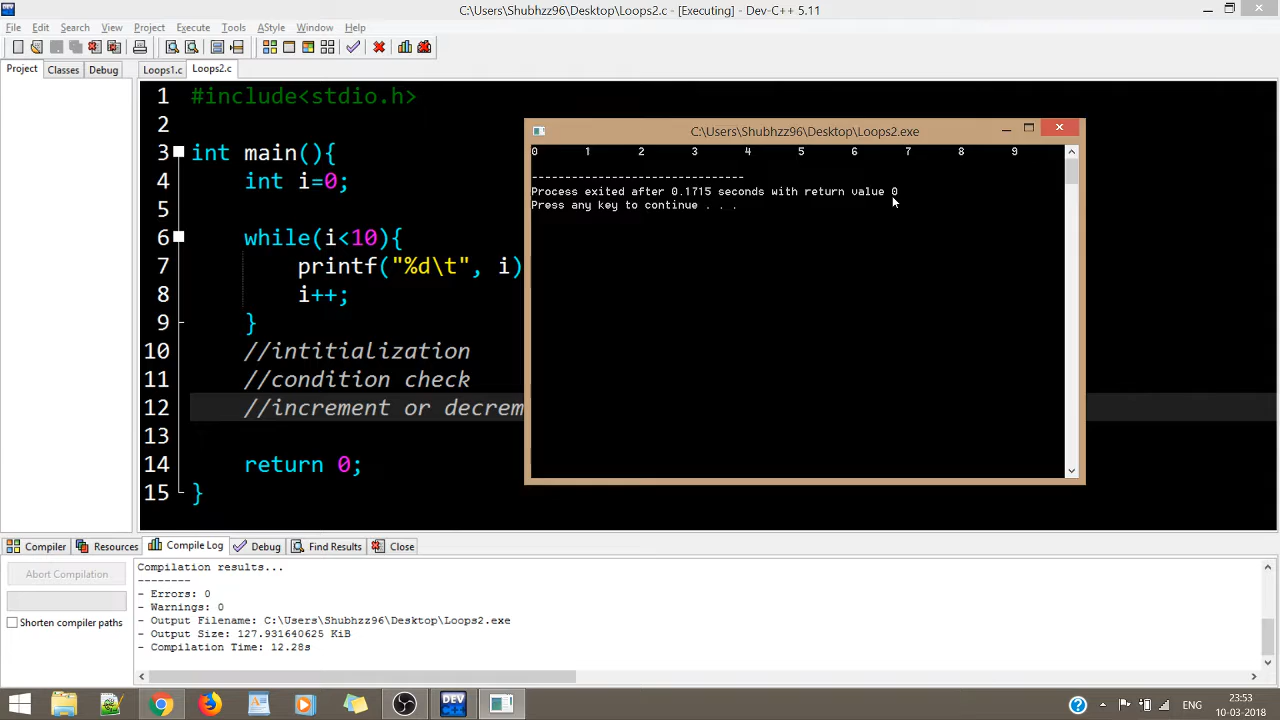 C:\Users\Shubhzz96\Desktop\Loops2.c - [Executing] - Dev-C++ 5.11
File Edit Search View Project Execute Tools AStyle Window Help
Project Classes Debug Loops1.c Loops2.c
1 #include<stdio.h>
2
3 int main(){
4 int i=0;
5
6 while(i<10){
7 printf("%d\t", i)
8 i++;
9 }
10 //intitialization
11 //condition check
12 //increment or decrem
13
14 return 0;
15 }
C:\Users\Shubhzz96\Desktop\Loops2.exe
0 1 2 3 4 5 6 7 8 9
--------------------------------
Process exited after 0.1715 seconds with return value 0
Press any key to continue . . .
Compiler Resources Compile Log Debug Find Results Close
Abort Compilation
Shorten compiler paths
Compilation results...
--------
- Errors: 0
- Warnings: 0
- Output Filename: C:\Users\Shubhzz96\Desktop\Loops2.exe
- Output Size: 127.931640625 KiB
- Compilation Time: 12.28s
DEV
ENG
23:53
10-03-2018